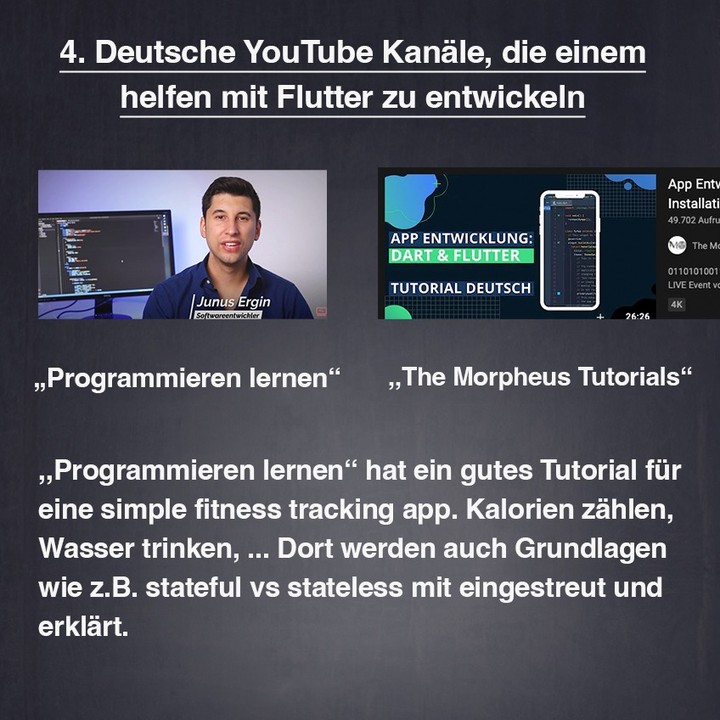 4. Deutsche YouTube Kanäle, die einem
helfen mit Flutter zu entwickeln
Junus Ergin
Softwareentwickler
APP ENTWICKLUNG:
DART & FLUTTER
TUTORIAL DEUTSCH
26:26
App Entw
Installati
49.702 Aufru
The Mo
0110101001
LIVE Event vo
4K
„Programmieren lernen“
„The Morpheus Tutorials“
„Programmieren lernen“ hat ein gutes Tutorial für
eine simple fitness tracking app. Kalorien zählen,
Wasser trinken, ... Dort werden auch Grundlagen
wie z.B. stateful vs stateless mit eingestreut und
erklärt.